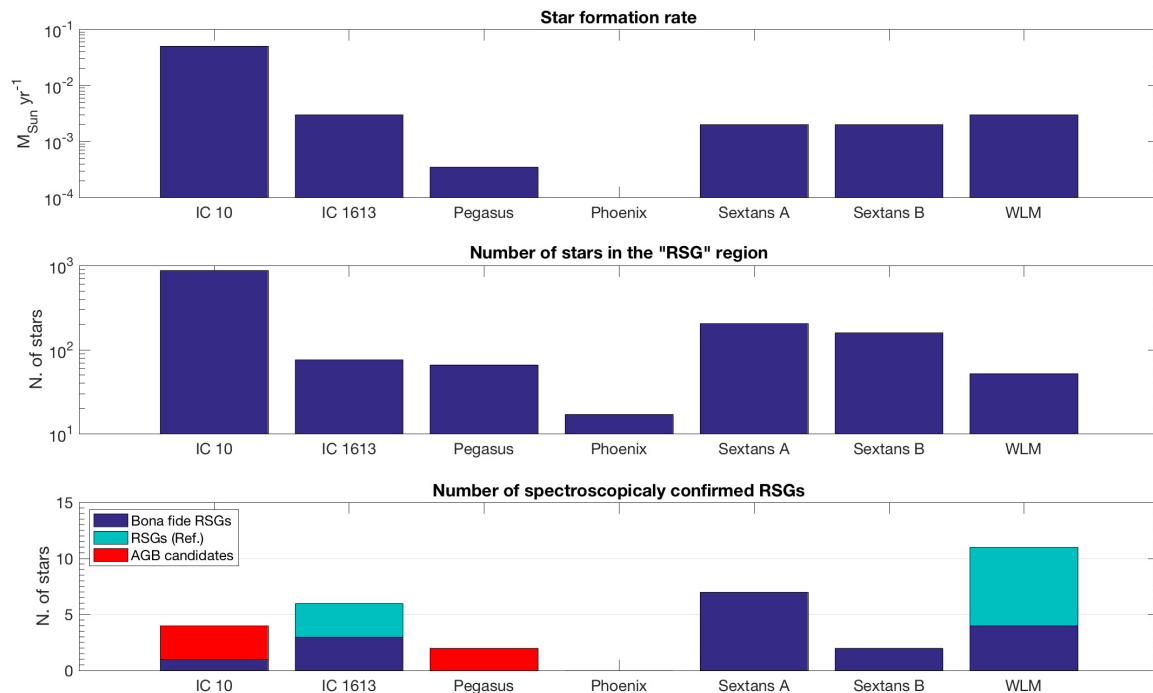 Star formation rate
10^-1
10^-2
10^-3
10^-4
M_Sun yr^-1
IC 10 IC 1613 Pegasus Phoenix Sextans A Sextans B WLM
Number of stars in the "RSG" region
10^3
10^2
10^1
N. of stars
IC 10 IC 1613 Pegasus Phoenix Sextans A Sextans B WLM
Number of spectroscopicaly confirmed RSGs
15
10
5
0
N. of stars
Bona fide RSGs
RSGs (Ref.)
AGB candidates
IC 10 IC 1613 Pegasus Phoenix Sextans A Sextans B WLM